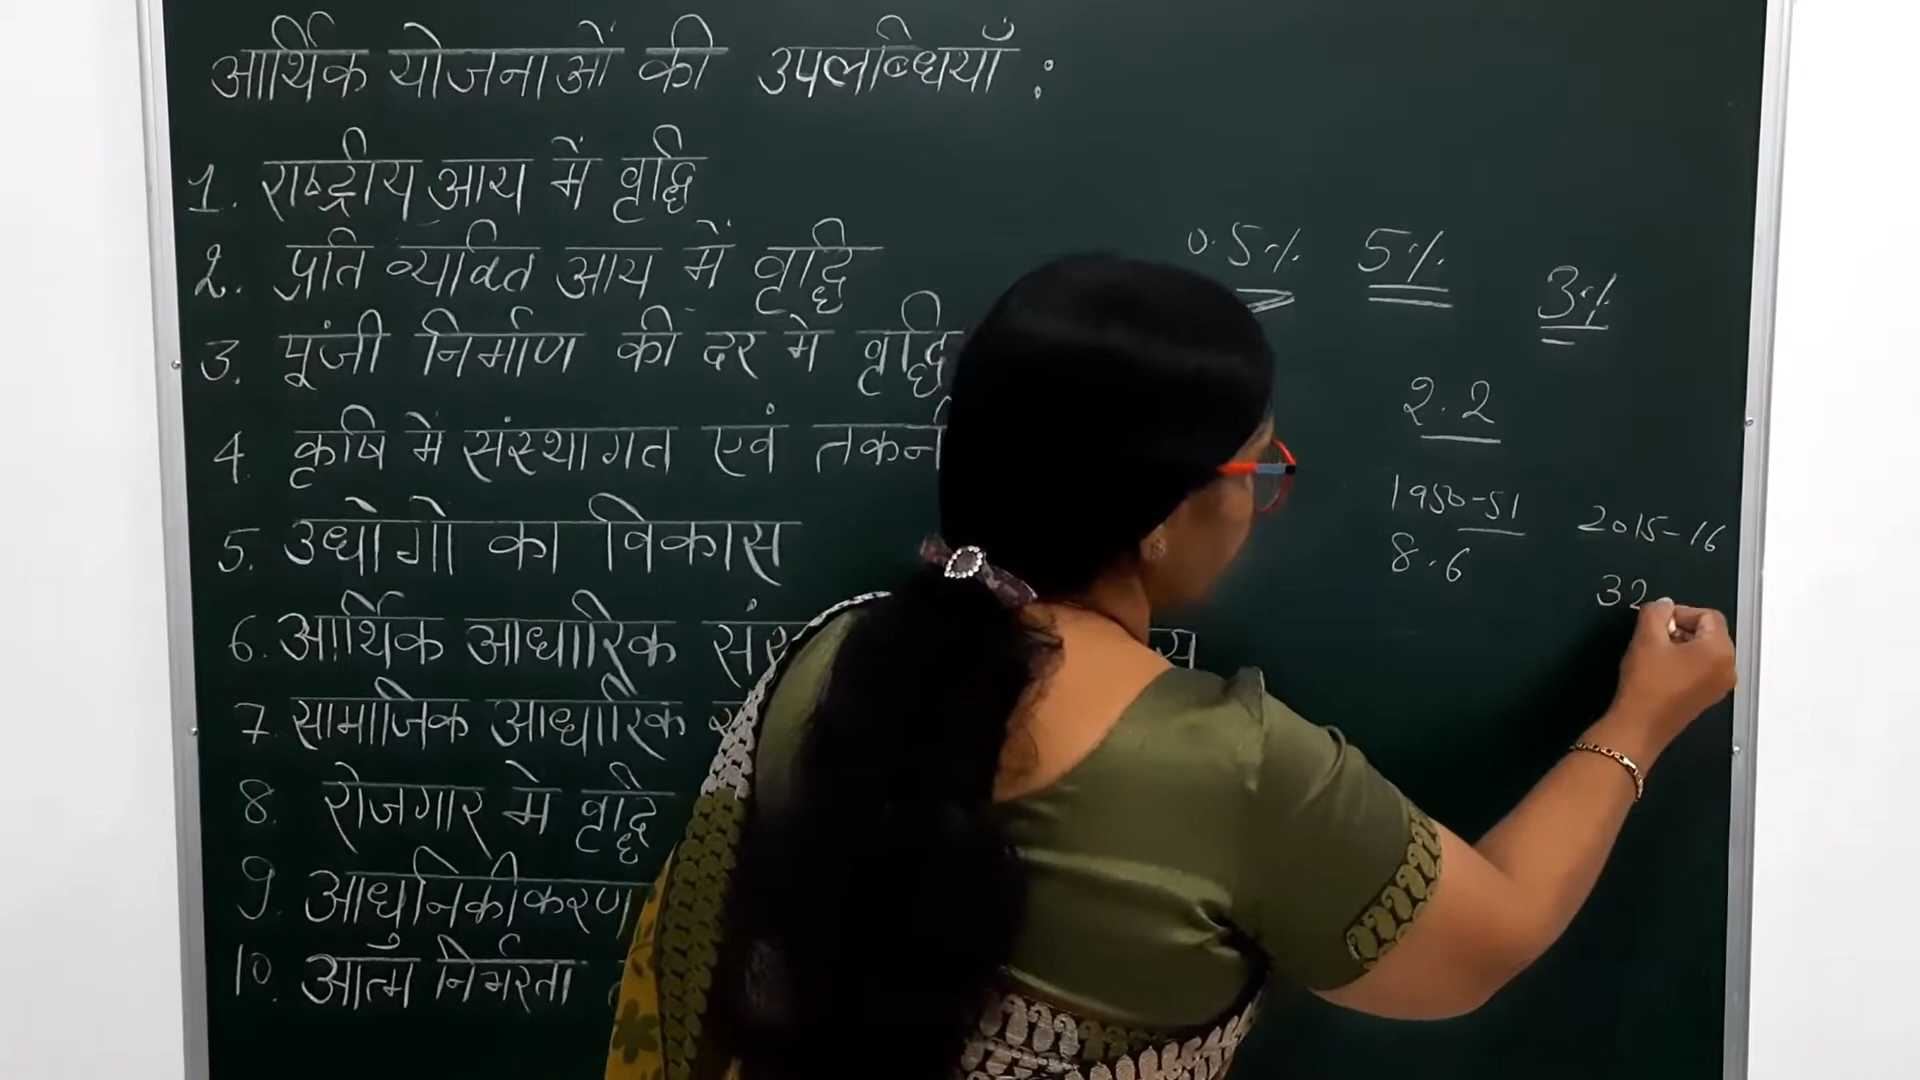 आर्थिक योजनाओं की उपलब्धियाँ :
1. राष्ट्रीय आय में वृद्धि
2. प्रति व्यक्ति आय में वृद्धि
3. पूंजी निर्माण की दर मे वृद्धि
4. कृषि में संस्थागत एवं
5. उधोगो का विकास
6. आर्थिक आधारिक
7. सामाजिक आधारिक
8. रोजगार मे वृद्धि
9. आधुनिकीकरण
10. आत्म निर्भरता
0.5% 5% 3%
2.2
1950-51 2015-16
8.6 32